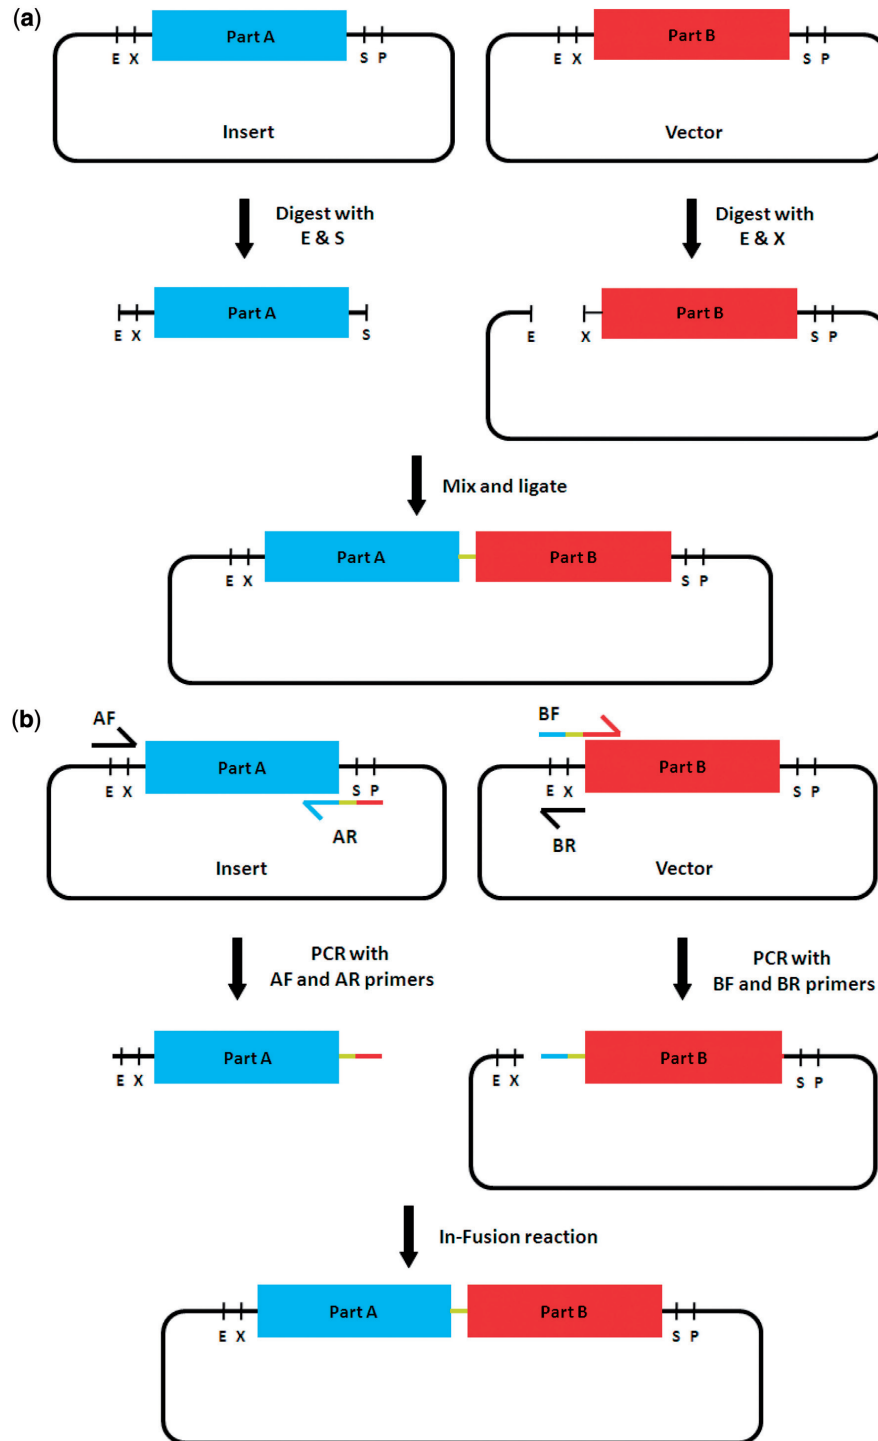 (a)
Part A
Part B
E X
S P
E X
S P
Insert
Vector
Digest with
E & S
Digest with
E & X
Part A
Part B
E X
S
E
X
S P
Mix and ligate
Part A
Part B
E X
S P
(b)
AF
BF
Part A
Part B
E X
S P
E X
S P
AR
BR
Insert
Vector
PCR with
AF and AR primers
PCR with
BF and BR primers
Part A
Part B
E X
E X
S P
In-Fusion reaction
Part A
Part B
E X
S P